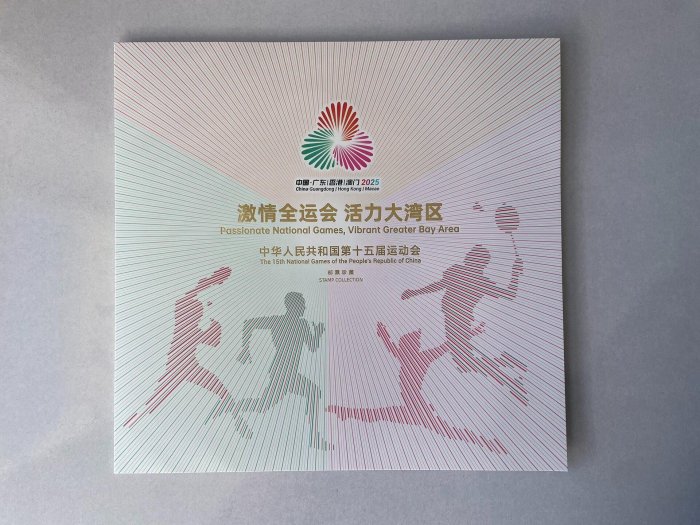 中国·广东|香港|澳门 2025
China Guangdong | Hong Kong | Macao
激情全运会 活力大湾区
Passionate National Games, Vibrant Greater Bay Area
中华人民共和国第十五届运动会
The 15th National Games of the People's Republic of China
邮票珍藏
STAMP COLLECTION